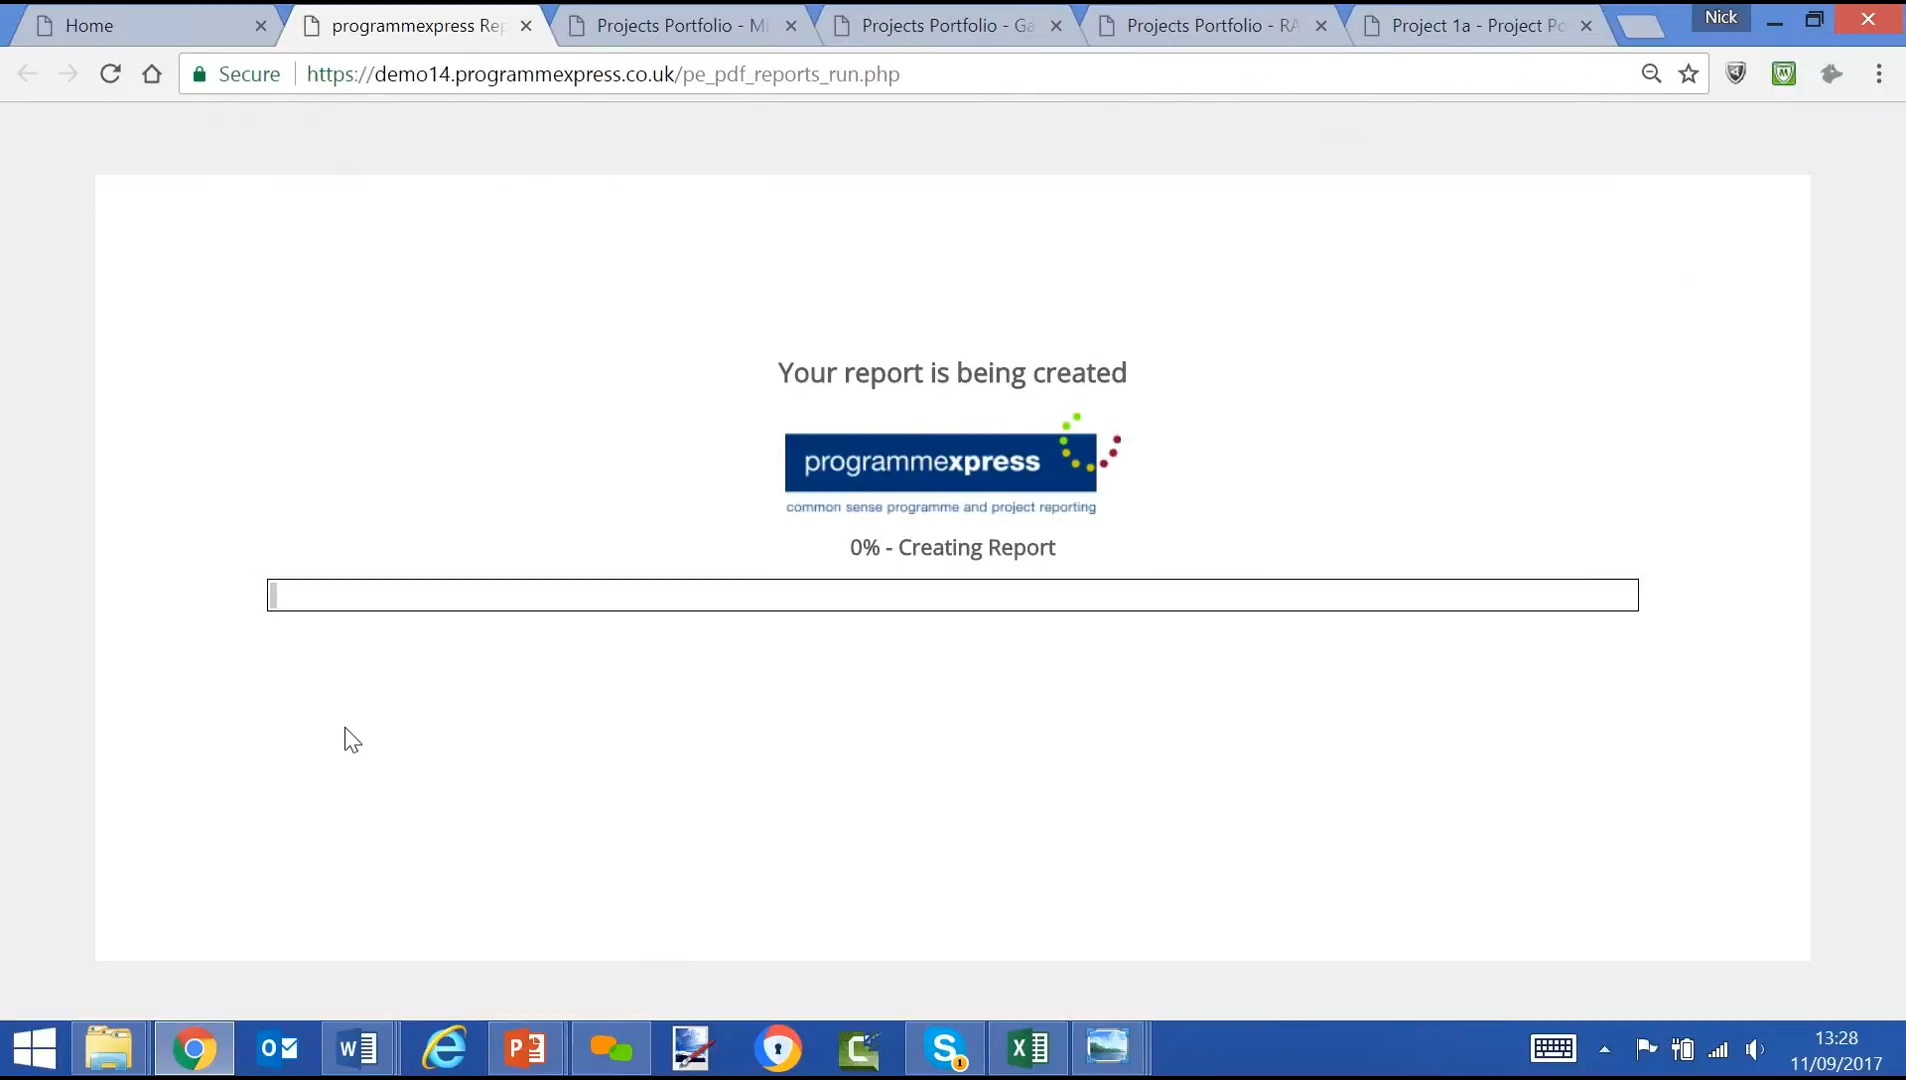 Home
programmexpress Rep
Projects Portfolio - Mi
Projects Portfolio - Ga
Projects Portfolio - RA
Project 1a - Project Po
Nick
Secure
https://demo14.programmexpress.co.uk/pe_pdf_reports_run.php
Your report is being created
programmexpress
common sense programme and project reporting
0% - Creating Report
13:28
11/09/2017